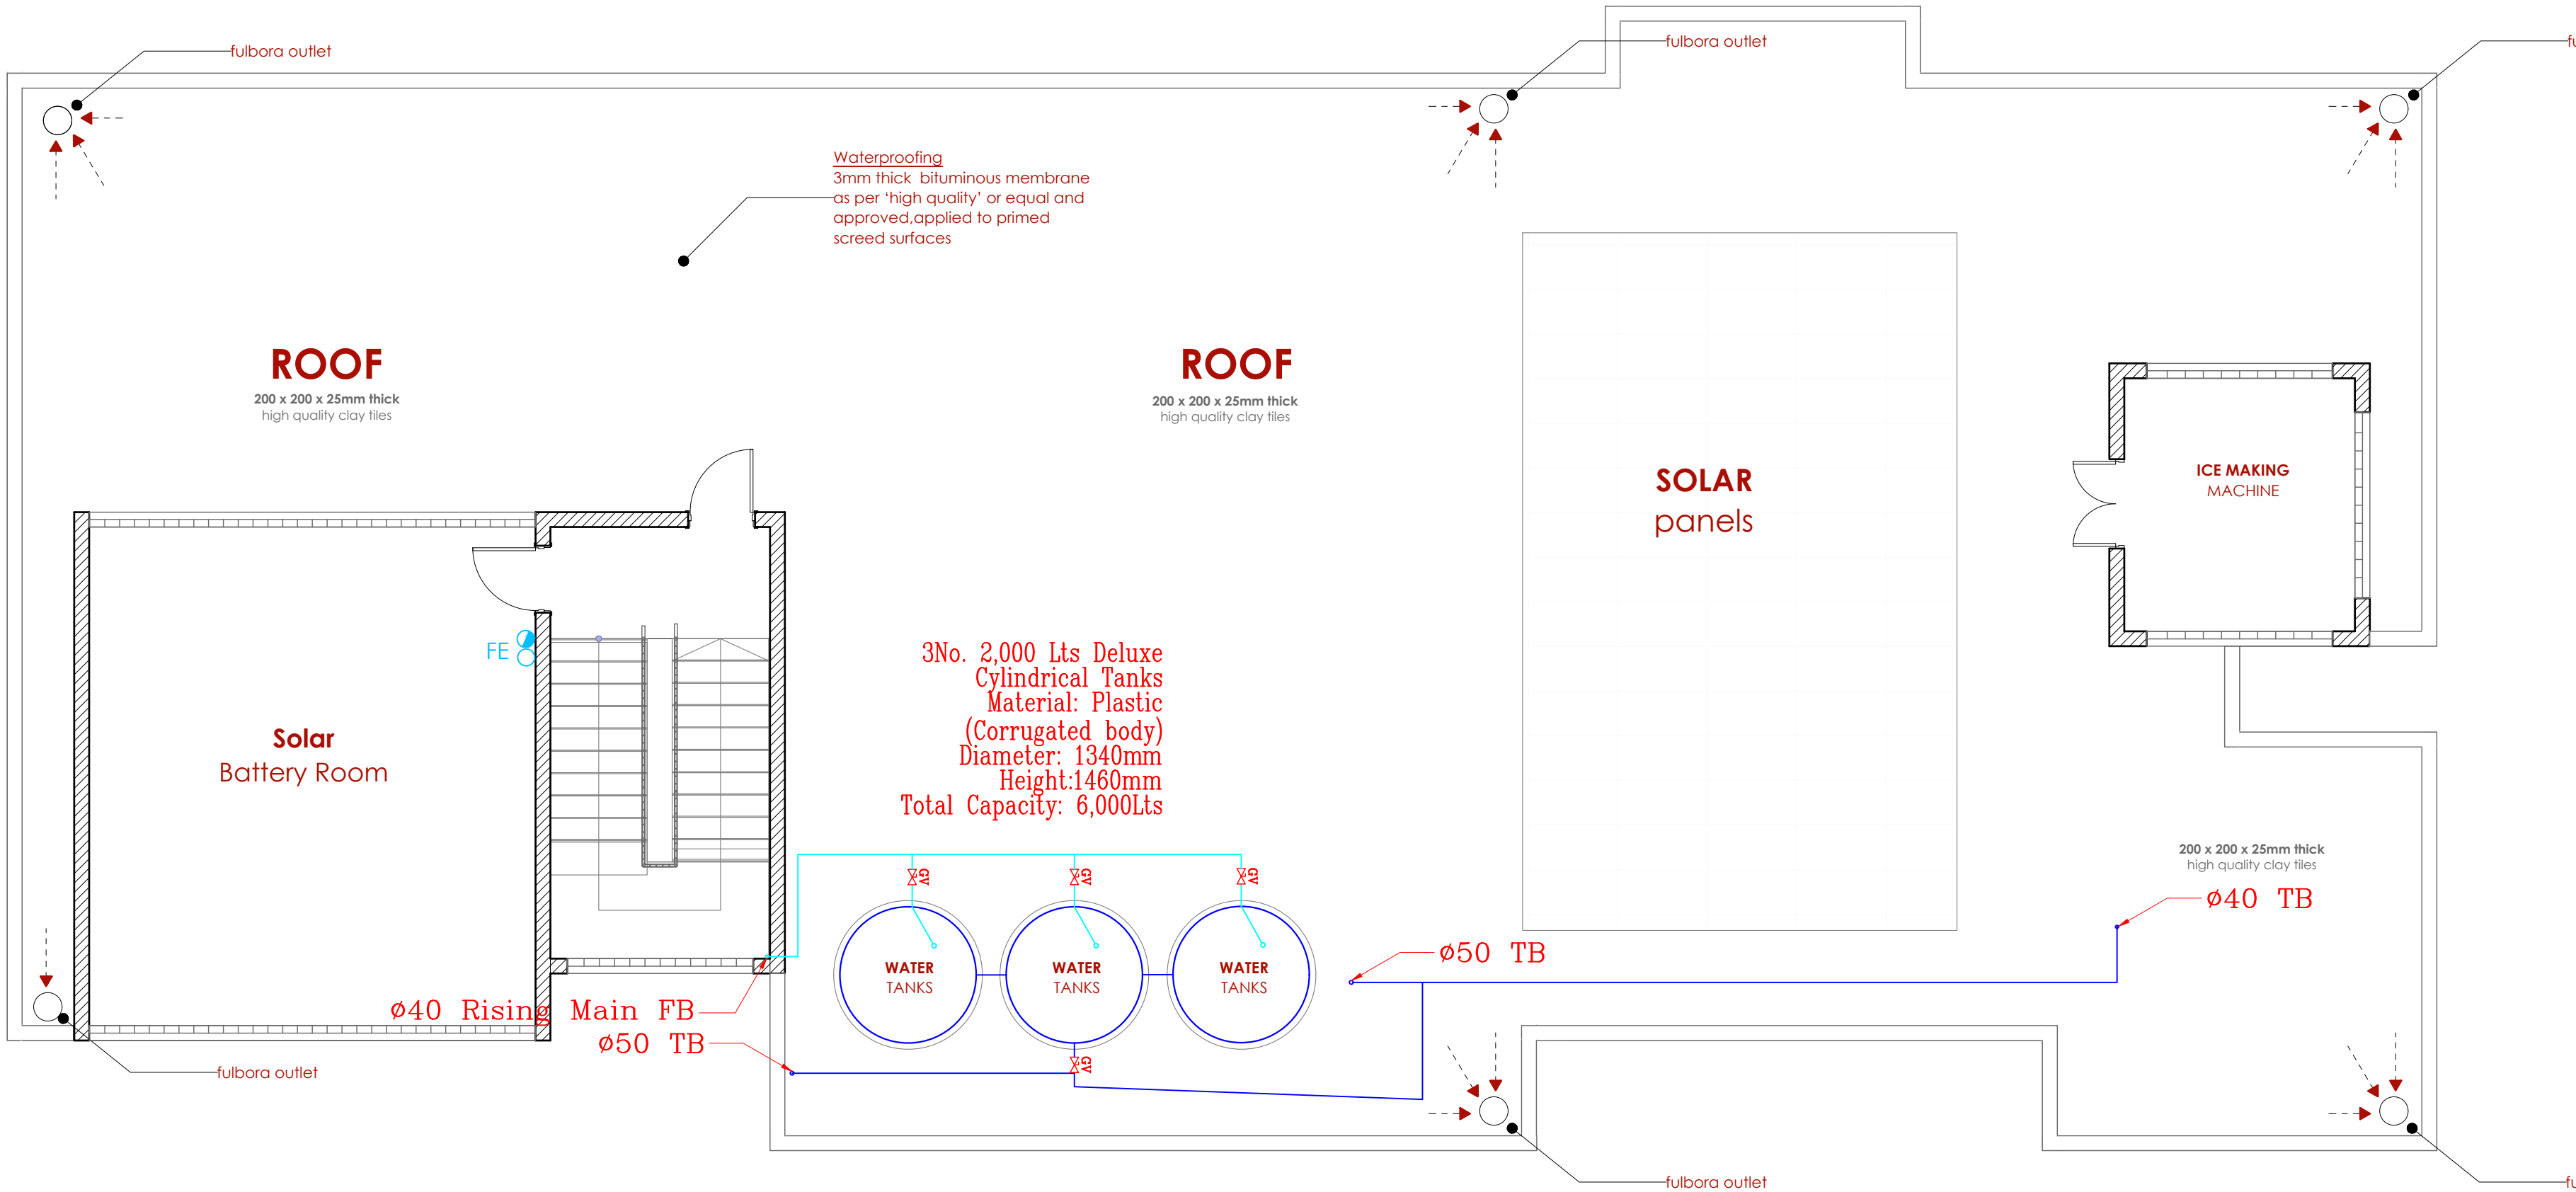 fulbora outlet
fulbora outlet
Waterproofing
3mm thick bituminous membrane
as per ‘high quality’ or equal and
approved,applied to primed
screed surfaces
ROOF
200 x 200 x 25mm thick
high quality clay tiles
ROOF
200 x 200 x 25mm thick
high quality clay tiles
SOLAR
panels
ICE MAKING
MACHINE
FE
3No. 2,000 Lts Deluxe
Cylindrical Tanks
Material: Plastic
(Corrugated body)
Diameter: 1340mm
Height:1460mm
Total Capacity: 6,000Lts
Solar
Battery Room
200 x 200 x 25mm thick
high quality clay tiles
GV
GV
GV
ø40 TB
ø50 TB
WATER
TANKS
WATER
TANKS
WATER
TANKS
ø40 Rising Main FB
ø50 TB
GV
fulbora outlet
fulbora outlet